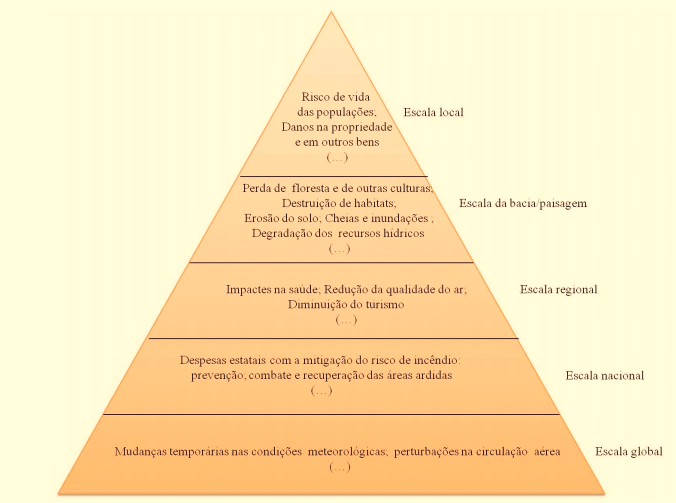 Risco de vida
das populações;
Danos na propriedade
e em outros bens
(...)
Escala local
Perda de floresta e de outras culturas;
Destruição de habitats;
Erosão do solo; Cheias e inundações ;
Degradação dos recursos hídricos
(...)
Escala da bacia/paisagem
Impactes na saúde; Redução da qualidade do ar;
Diminuição do turismo
(...)
Escala regional
Despesas estatais com a mitigação do risco de incêndio:
prevenção, combate e recuperação das áreas ardidas
(...)
Escala nacional
Mudanças temporárias nas condições meteorológicas; perturbações na circulação aérea
(...)
Escala global